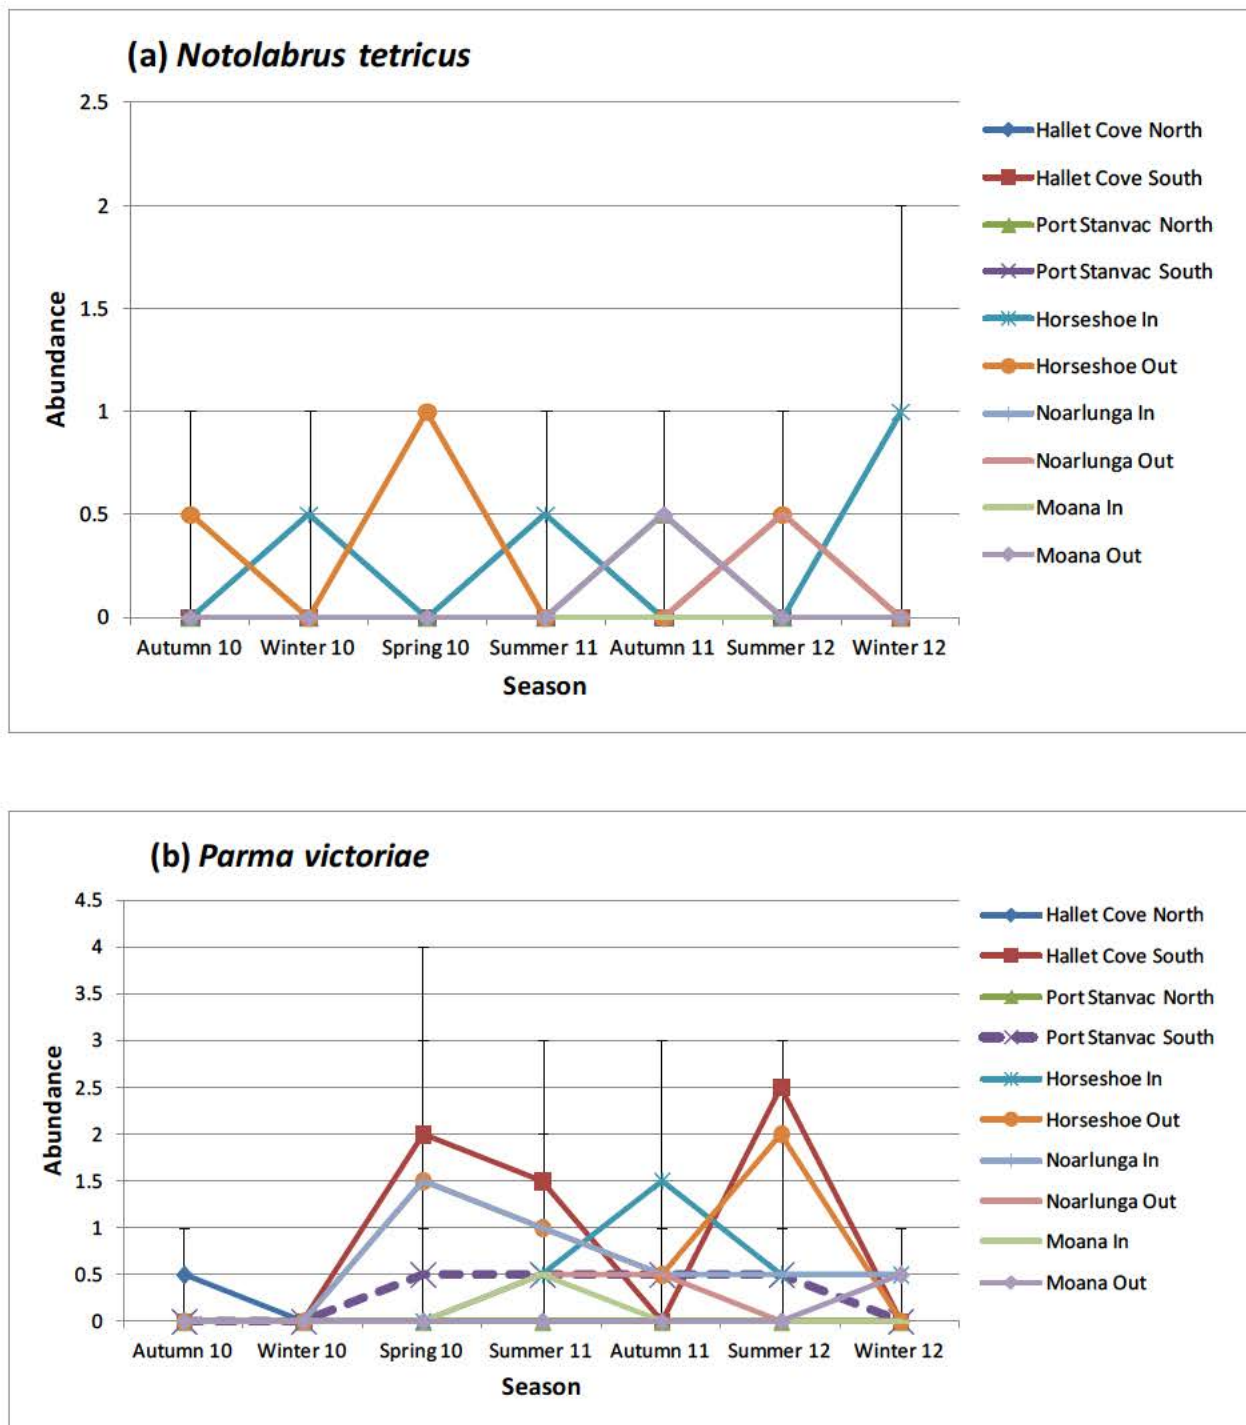 (a) Notolabrus tetricus
2.5
2
1.5
1
0.5
0
Abundance
Autumn 10 Winter 10 Spring 10 Summer 11 Autumn 11 Summer 12 Winter 12
Season
Hallet Cove North
Hallet Cove South
Port Stanvac North
Port Stanvac South
Horseshoe In
Horseshoe Out
Noarlunga In
Noarlunga Out
Moana In
Moana Out
(b) Parma victoriae
4.5
4
3.5
3
2.5
2
1.5
1
0.5
0
Abundance
Autumn 10 Winter 10 Spring 10 Summer 11 Autumn 11 Summer 12 Winter 12
Season
Hallet Cove North
Hallet Cove South
Port Stanvac North
Port Stanvac South
Horseshoe In
Horseshoe Out
Noarlunga In
Noarlunga Out
Moana In
Moana Out